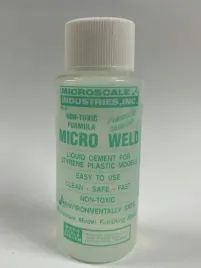 MICROSCALE
INDUSTRIES, INC.
NON-TOXIC
FORMULA
MICRO WELD
LIQUID CEMENT FOR
STYRENE PLASTIC MODELS
EASY TO USE
CLEAN - SAFE - FAST
NON-TOXIC
ENVIRONMENTALLY SAFE